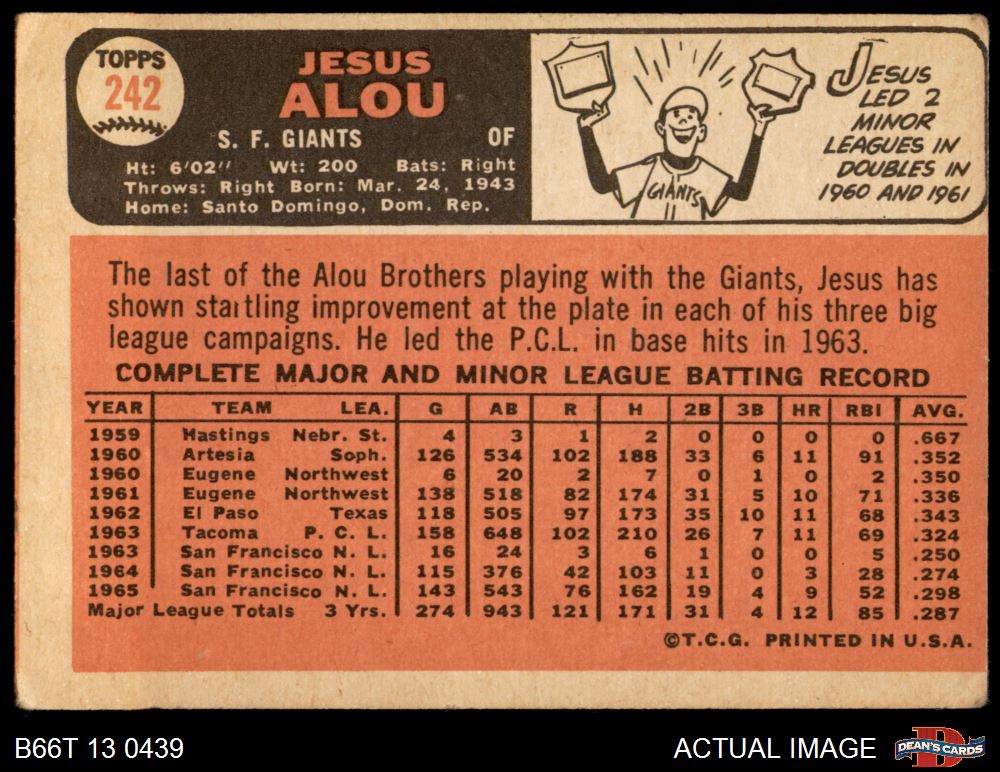 TOPPS
242
JESUS
ALOU
S. F. GIANTS OF
Ht: 6'02" Wt: 200 Bats: Right
Throws: Right Born: Mar. 24, 1943
Home: Santo Domingo, Dom. Rep.
GIANTS
JESUS
LED 2
MINOR
LEAGUES IN
DOUBLES IN
1960 AND 1961
The last of the Alou Brothers playing with the Giants, Jesus has
shown startling improvement at the plate in each of his three big
league campaigns. He led the P.C.L. in base hits in 1963.
COMPLETE MAJOR AND MINOR LEAGUE BATTING RECORD
YEAR TEAM LEA. G AB R H 2B 3B HR RBI AVG.
1959 Hastings Nebr. St. 4 3 1 2 0 0 0 0 .667
1960 Artesia Soph. 126 534 102 188 33 6 11 91 .352
1960 Eugene Northwest 6 20 2 7 0 1 0 2 .350
1961 Eugene Northwest 138 518 82 174 31 5 10 71 .336
1962 El Paso Texas 118 505 97 173 35 10 11 68 .343
1963 Tacoma P. C. L. 158 648 102 210 26 7 11 69 .324
1963 San Francisco N. L. 16 24 3 6 1 0 0 5 .250
1964 San Francisco N. L. 115 376 42 103 11 0 3 28 .274
1965 San Francisco N. L. 143 543 76 162 19 4 9 52 .298
Major League Totals 3 Yrs. 274 943 121 171 31 4 12 85 .287
©T.C.G. PRINTED IN U.S.A.
B66T 13 0439 ACTUAL IMAGE
DEAN'S CARDS